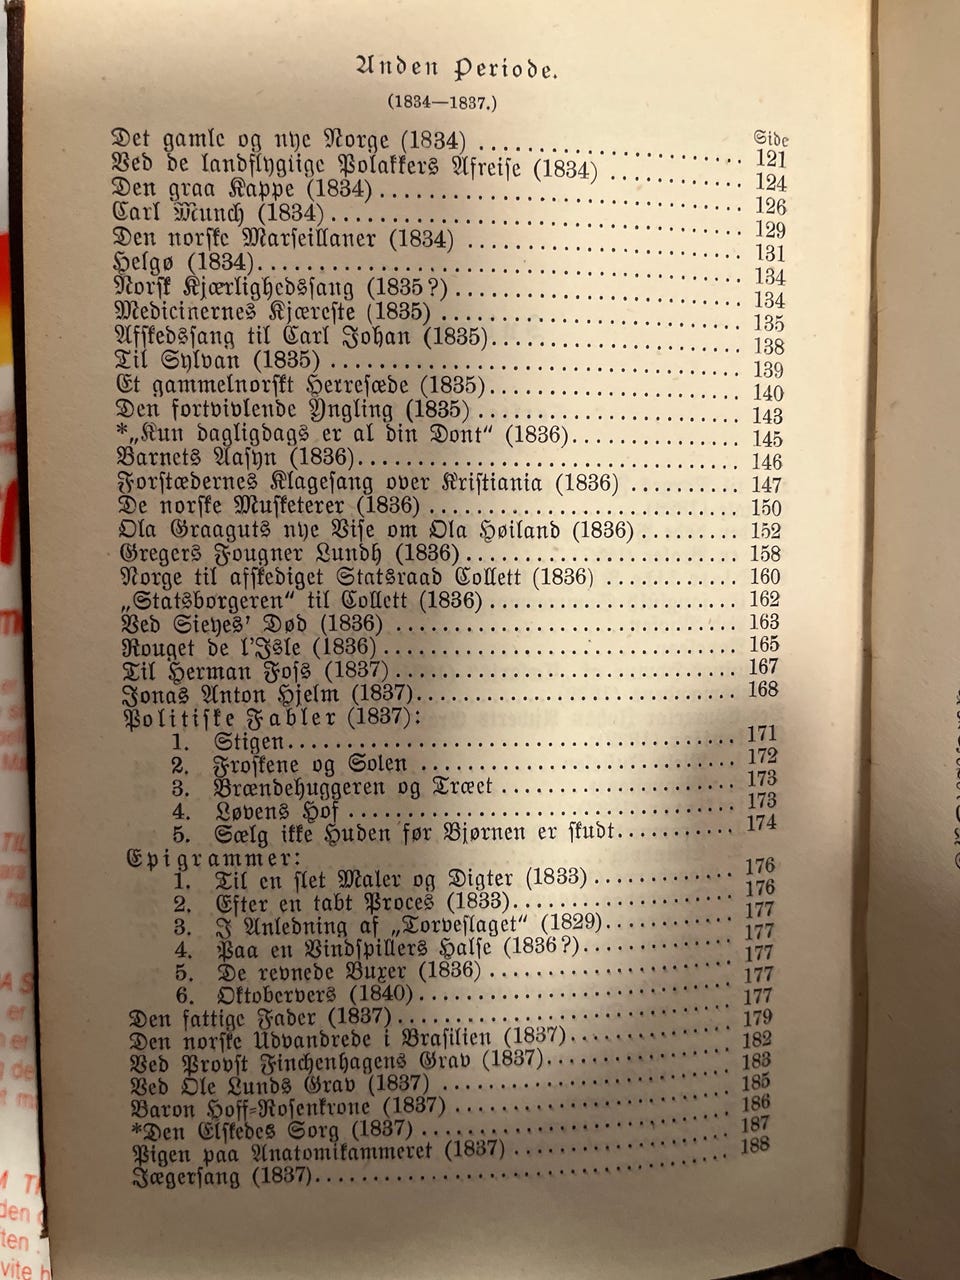 Anden Periode.
(1834—1837.)
Side
Det gamle og nye Norge (1834) ........ 121
Ved de landflygtige Polakkers Afreise (1834) ........ 124
Den graa Kappe (1834) ........ 126
Carl Munch (1834) ........ 129
Den norske Marseillaner (1834) ........ 131
Helgø (1834) ........ 134
Norsk Kjærlighedssang (1835?) ........ 134
Medicinernes Kjæreste (1835) ........ 135
Afskedssang til Carl Johan (1835) ........ 138
Til Sylvan (1835) ........ 139
Et gammelnorskt Herresæde (1835) ........ 140
Den fortvivlende Yngling (1835) ........ 143
*„Kun dagligdags er al din Dont“ (1836) ........ 145
Barnets Aasyn (1836) ........ 146
Forstædernes Klagesang over Kristiania (1836) ........ 147
De norske Musketerer (1836) ........ 150
Ola Graaguts nye Vise om Ola Høiland (1836) ........ 152
Gregers Fougner Lundh (1836) ........ 158
Norge til afskediget Statsraad Collett (1836) ........ 160
„Statsborgeren“ til Collett (1836) ........ 162
Ved Sieyes' Død (1836) ........ 163
Rouget de l'Isle (1836) ........ 165
Til Herman Foss (1837) ........ 167
Jonas Anton Hjelm (1837) ........ 168
Politiske Fabler (1837):
1. Stigen ........ 171
2. Froskene og Solen ........ 172
3. Brændehuggeren og Træet ........ 173
4. Løvens Hof ........ 173
5. Sælg ikke Huden før Bjørnen er skudt ........ 174
Epigrammer:
1. Til en slet Maler og Digter (1833) ........ 176
2. Efter en tabt Proces (1833) ........ 176
3. I Anledning af „Torveslaget“ (1829) ........ 177
4. Paa en Vindspillers Halse (1836?) ........ 177
5. De revnede Buxer (1836) ........ 177
6. Oktobervers (1840) ........ 177
Den fattige Fader (1837) ........ 177
Den norske Udvandrede i Brasilien (1837) ........ 179
Ved Provst Finchenhagens Grav (1837) ........ 182
Ved Ole Lunds Grav (1837) ........ 183
Baron Hoff-Rosenkrone (1837) ........ 185
*Den Elskedes Sorg (1837) ........ 186
Pigen paa Anatomikammeret (1837) ........ 187
Jægersang (1837) ........ 188